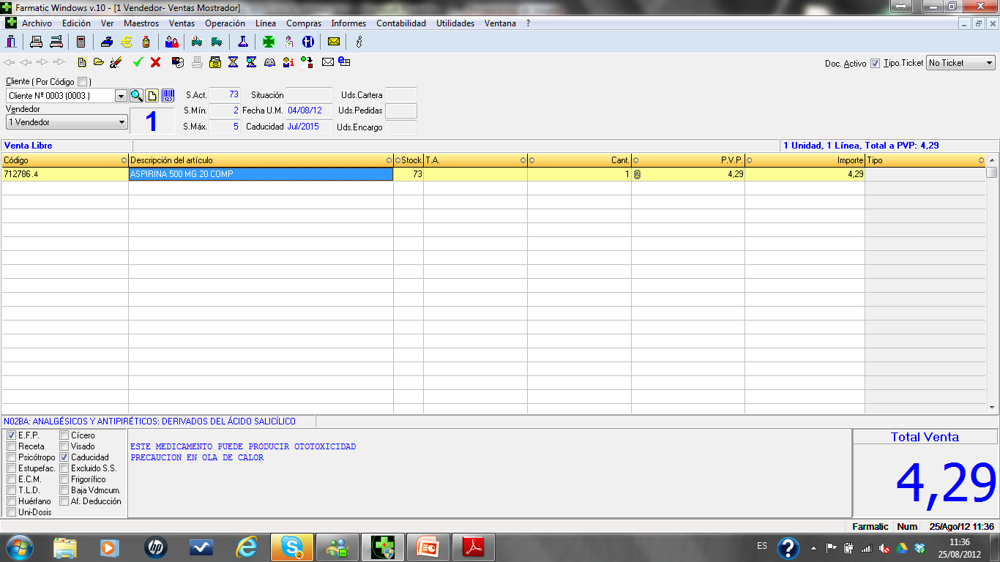 Farmatic Windows v.10 - [1 Vendedor- Ventas Mostrador]
Archivo Edición Ver Maestros Ventas Operación Línea Compras Informes Contabilidad Utilidades Ventana ?
Doc. Activo Tipo.Ticket No Ticket
Cliente ( Por Código )
Cliente Nº 0003 (0003 )
123
Vendedor
1 Vendedor
1
S.Act. 73 Situación Uds.Cartera
S.Mín. 2 Fecha U.M. 04/08/12 Uds.Pedidas
S.Máx. 5 Caducidad Jul/2015 Uds.Encargo
Venta Libre 1 Unidad, 1 Línea, Total a PVP: 4,29
Código Descripción del artículo Stock T.A. Cant. P.V.P. Importe Tipo
712786.4 ASPIRINA 500 MG 20 COMP 73 1 2 4,29 4,29
N02BA: ANALGÉSICOS Y ANTIPIRÉTICOS: DERIVADOS DEL ÁCIDO SALICÍLICO
E.F.P. Cícero
Receta Visado
Psicótropo Caducidad
Estupefac. Excluido S.S.
E.C.M. Frigorífico
T.L.D. Baja Vdmcum.
Huérfano Af. Deducción
Uni-Dosis
ESTE MEDICAMENTO PUEDE PRODUCIR OTOTOXICIDAD
PRECAUCION EN OLA DE CALOR
Total Venta
4,29
Farmatic Num 25/Ago/12 11:36
hp
S
2
ES
?
11:36
25/08/2012